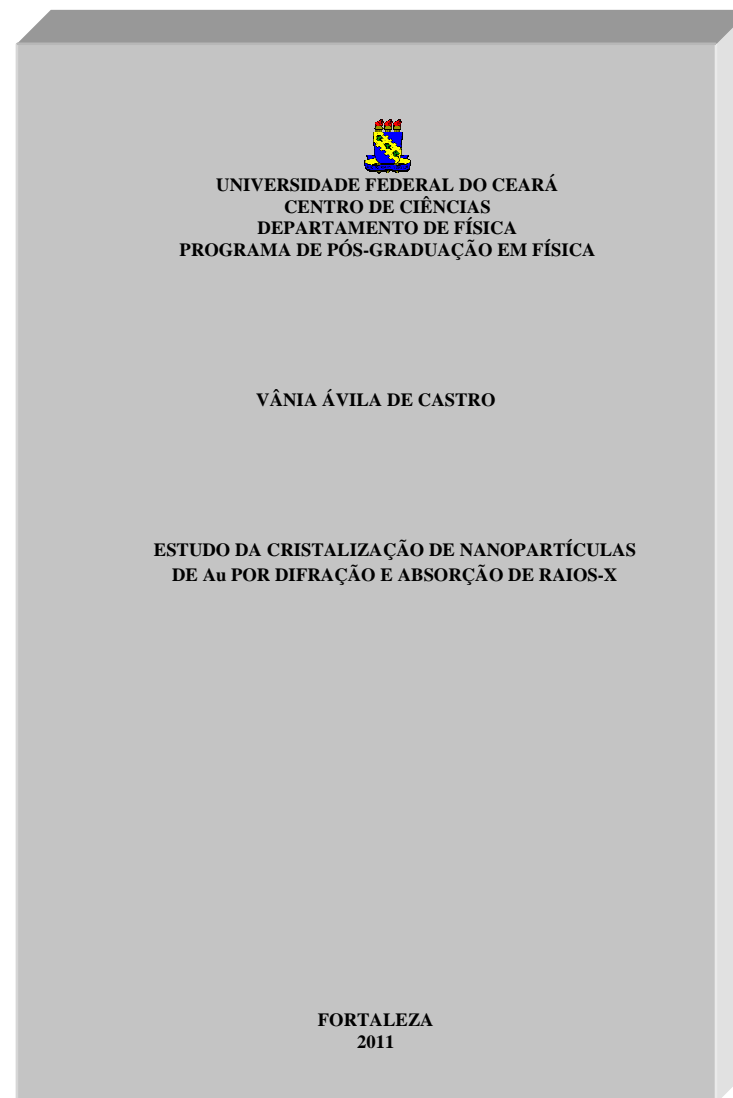 UNIVERSIDADE FEDERAL DO CEARÁ
CENTRO DE CIÊNCIAS
DEPARTAMENTO DE FÍSICA
PROGRAMA DE PÓS-GRADUAÇÃO EM FÍSICA
VÂNIA ÁVILA DE CASTRO
ESTUDO DA CRISTALIZAÇÃO DE NANOPARTÍCULAS
DE Au POR DIFRAÇÃO E ABSORÇÃO DE RAIOS-X
FORTALEZA
2011